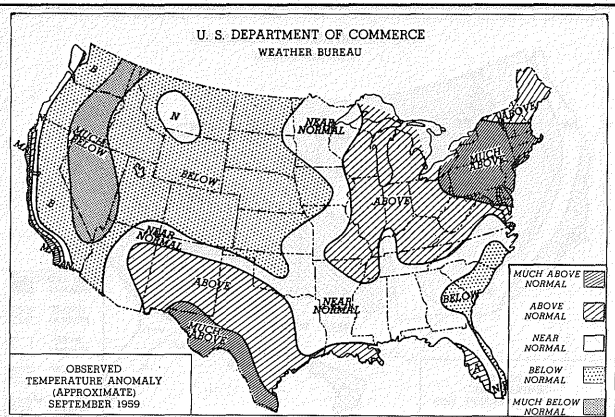 U. S. DEPARTMENT OF COMMERCE
WEATHER BUREAU
B
N
NEAR
NORMAL
ABOVE
MUCH
BELOW
MUCH
ABOVE
BELOW
ABOVE
B
NEAR
NORMAL
ABOVE
NEAR
NORMAL
BELOW
MUCH
ABOVE
A
N
MUCH ABOVE
NORMAL
ABOVE
NORMAL
NEAR
NORMAL
BELOW
NORMAL
MUCH BELOW
NORMAL
OBSERVED
TEMPERATURE ANOMALY
(APPROXIMATE)
SEPTEMBER 1959